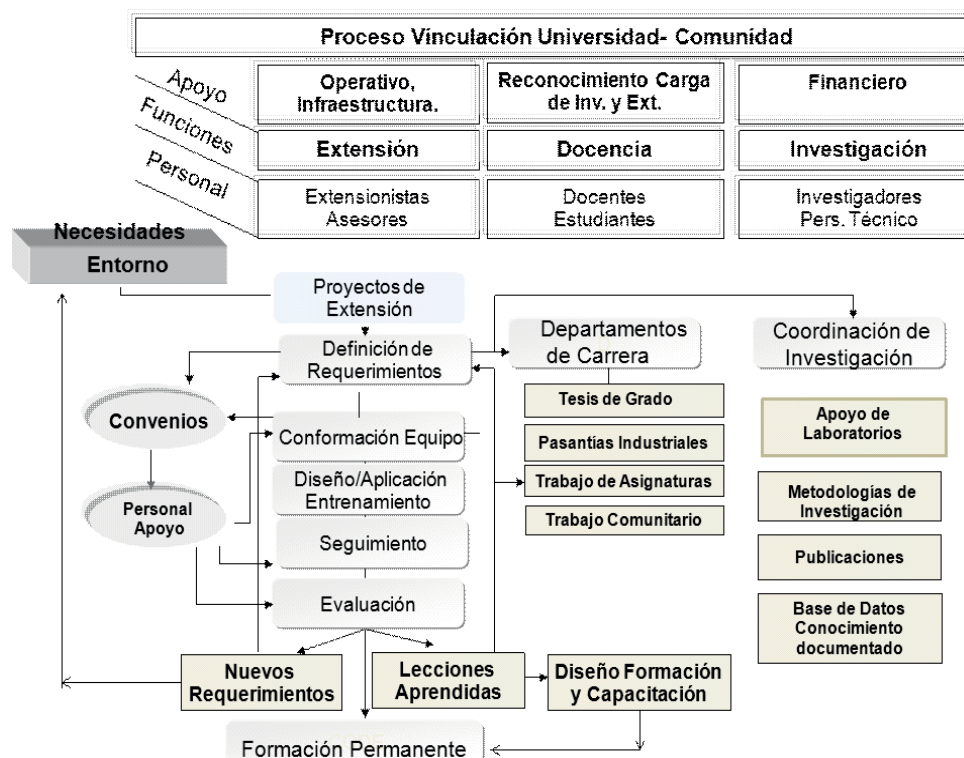 Proceso Vinculación Universidad- Comunidad
Apoyo
Operativo,
Infraestructura.
Reconocimiento Carga
de Inv. y Ext.
Financiero
Funciones
Extensión
Docencia
Investigación
Personal
Extensionistas
Asesores
Docentes
Estudiantes
Investigadores
Pers. Técnico
Necesidades
Entorno
Proyectos de
Extensión
Definición de
Requerimientos
Departamentos
de Carrera
Coordinación de
Investigación
Convenios
Conformación Equipo
Diseño/Aplicación
Entrenamiento
Personal
Apoyo
Seguimiento
Evaluación
Tesis de Grado
Pasantías Industriales
Trabajo de Asignaturas
Trabajo Comunitario
Apoyo de
Laboratorios
Metodologías de
Investigación
Publicaciones
Base de Datos
Conocimiento
documentado
Nuevos
Requerimientos
Lecciones
Aprendidas
Diseño Formación
y Capacitación
Formación Permanente